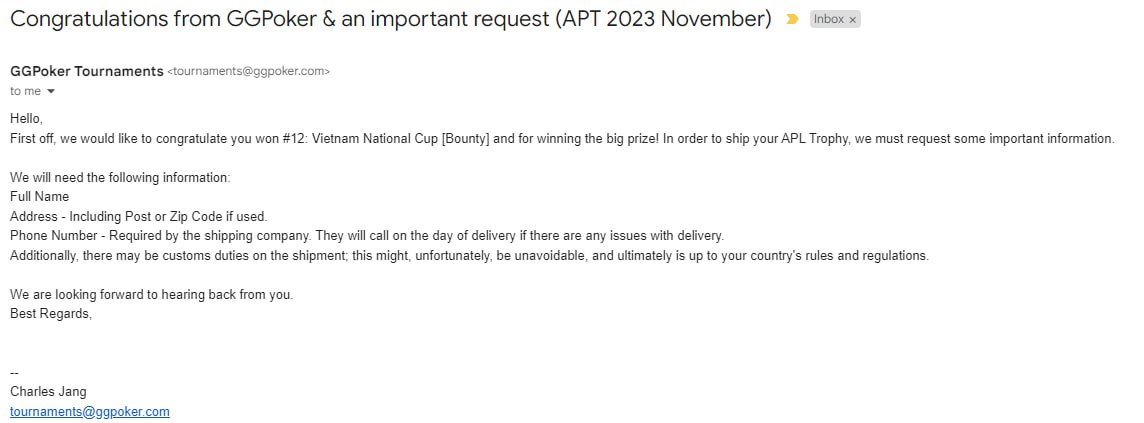 Congratulations from GGPoker & an important request (APT 2023 November) Inbox ×
GGPoker Tournaments <tournaments@ggpoker.com>
to me
Hello,
First off, we would like to congratulate you won #12: Vietnam National Cup [Bounty] and for winning the big prize! In order to ship your APL Trophy, we must request some important information.
We will need the following information:
Full Name
Address - Including Post or Zip Code if used.
Phone Number - Required by the shipping company. They will call on the day of delivery if there are any issues with delivery.
Additionally, there may be customs duties on the shipment; this might, unfortunately, be unavoidable, and ultimately is up to your country's rules and regulations.
We are looking forward to hearing back from you.
Best Regards,
--
Charles Jang
tournaments@ggpoker.com